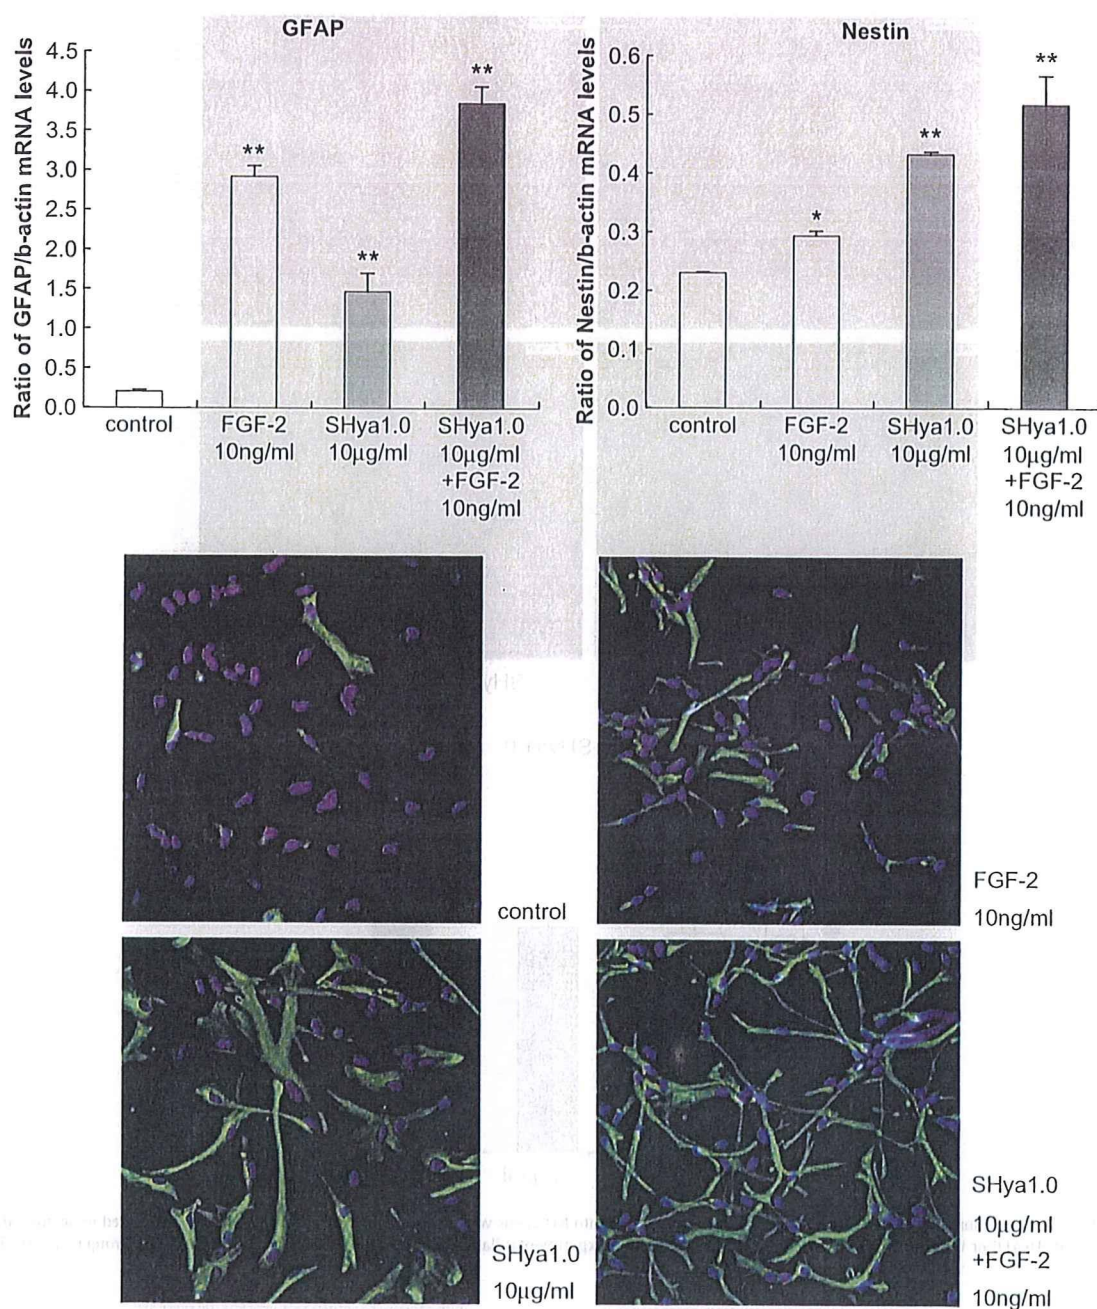 GFAP
Ratio of GFAP/b-actin mRNA levels
4.5
4.0
3.5
3.0
2.5
2.0
1.5
1.0
0.5
0.0
**
**
**
control
FGF-2
10ng/ml
SHya1.0
10µg/ml
SHya1.0
10µg/ml
+FGF-2
10ng/ml
Nestin
Ratio of Nestin/b-actin mRNA levels
0.6
0.5
0.4
0.3
0.2
0.1
0.0
*
**
**
control
FGF-2
10ng/ml
SHya1.0
10µg/ml
SHya1.0
10µg/ml
+FGF-2
10ng/ml
control
FGF-2
10ng/ml
SHya1.0
10µg/ml
SHya1.0
10µg/ml
+FGF-2
10ng/ml